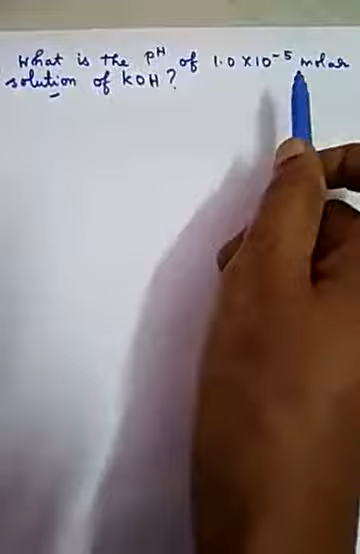 What is the pH of 1.0 x 10⁻⁵ molar
solution of KOH?